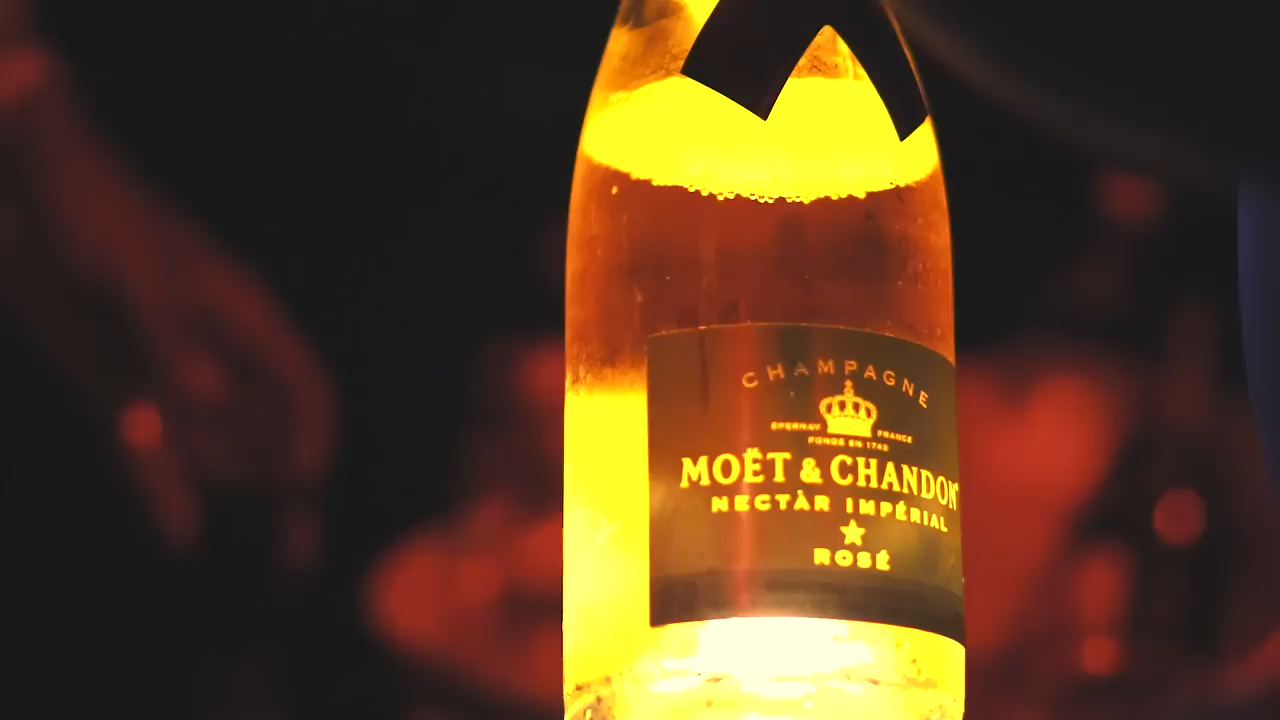 CHAMPAGNE
EPERNAY FRANCE
FONDÉ EN 1743
MOËT & CHANDON
NECTÀR IMPÉRIAL
ROSÉ